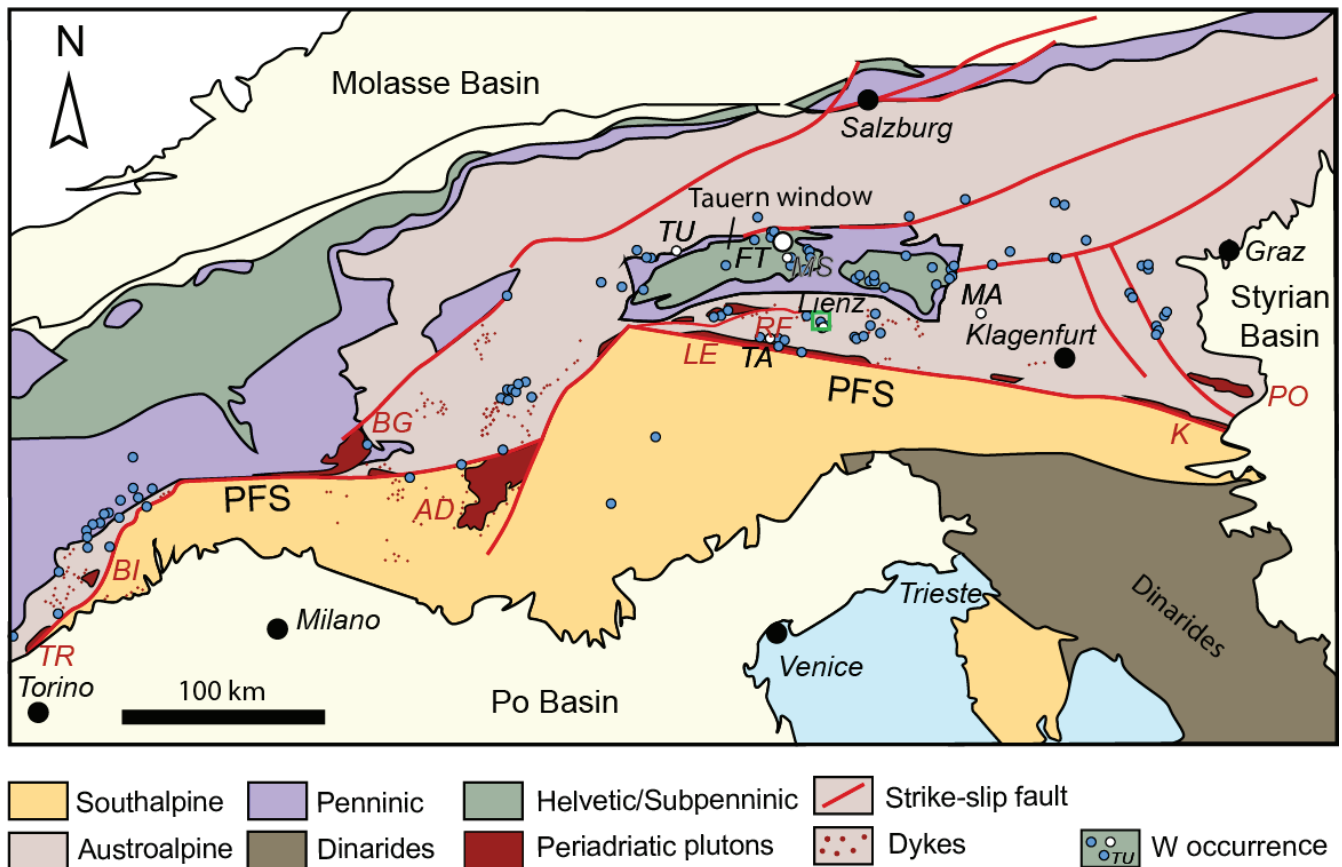 N
Molasse Basin
Salzburg
Tauern window
TU
FT
MS
Lienz
MA
Klagenfurt
Graz
Styrian
Basin
RF
LE
TA
PFS
PO
K
BG
PFS
AD
BI
TR
Torino
Milano
100 km
Po Basin
Venice
Trieste
Dinarides
Southalpine
Penninic
Helvetic/Subpenninic
Strike-slip fault
Austroalpine
Dinarides
Periadriatic plutons
Dykes
TU
W occurrence